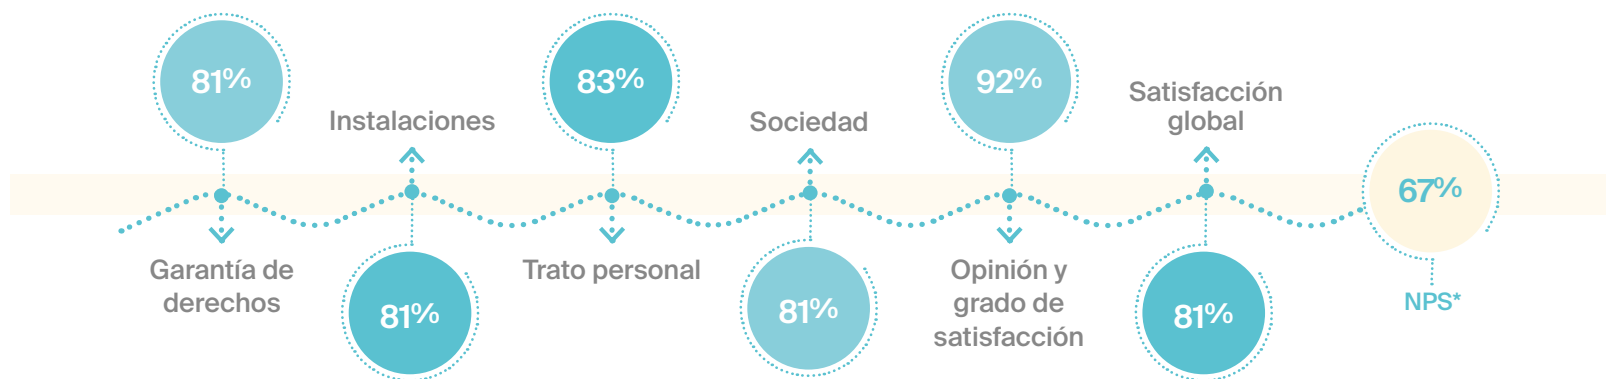 81%
Garantía de
derechos
Instalaciones
81%
83%
Trato personal
Sociedad
81%
92%
Opinión y
grado de
satisfacción
Satisfacción
global
81%
67%
NPS*